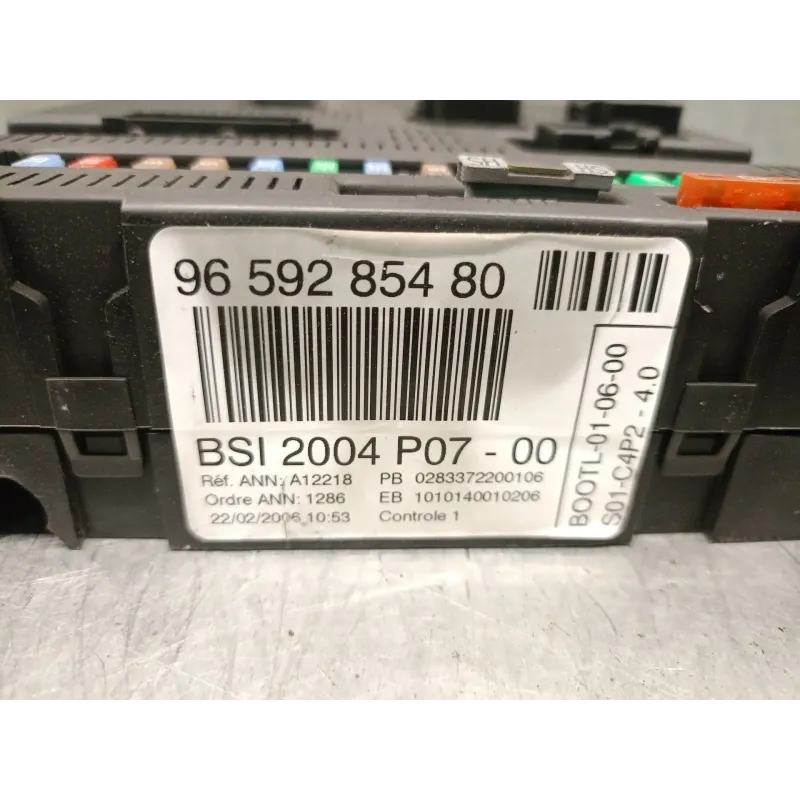 SH
96 592 854 80
BSI 2004 P07 - 00
Réf. ANN: A12218 PB 0283372200106
Ordre ANN: 1286 EB 1010140010206
22/02/2006 10:53 Controle 1
BOOTL-01-06-00
S01-C4P2 - 4.0